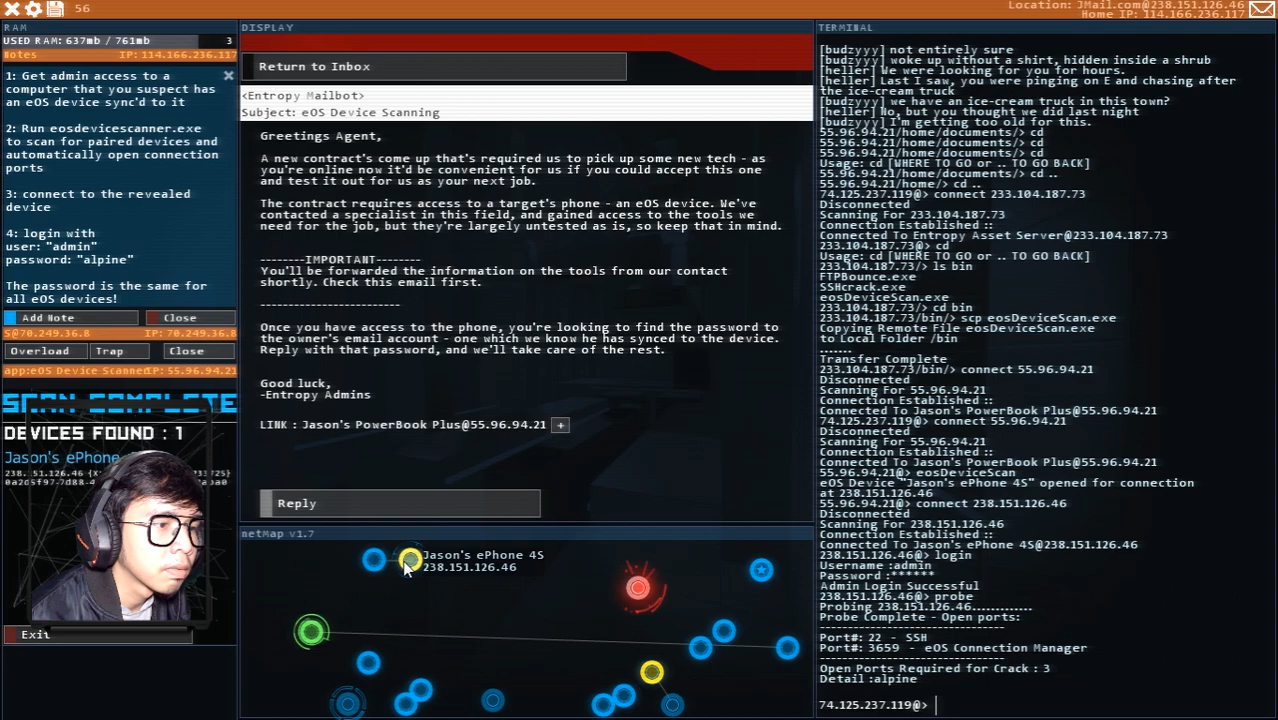 56
Location: JMail.com@238.151.126.46
Home IP: 114.166.236.117
RAM
USED RAM: 637mb / 761mb
3
Notes
IP: 114.166.236.117
1: Get admin access to a
computer that you suspect has
an eOS device sync'd to it
2: Run eosdevicescanner.exe
to scan for paired devices and
automatically open connection
ports
3: connect to the revealed
device
4: login with
user: "admin"
password: "alpine"
The password is the same for
all eOS devices!
Add Note
Close
S@70.249.36.8
IP: 70.249.36.8
Overload
Trap
Close
app:eOS Device Scanned
IP: 55.96.94.21
SCAN COMPLETE
DEVICES FOUND : 1
Jason's ePhone
Exit
DISPLAY
Return to Inbox
<Entropy Mailbot>
Subject: eOS Device Scanning
Greetings Agent,
A new contract's come up that's required us to pick up some new tech - as
you're online now it'd be convenient for us if you could accept this one
and test it out for us as your next job.
The contract requires access to a target's phone - an eOS device. We've
contacted a specialist in this field, and gained access to the tools we
need for the job, but they're largely untested as is, so keep that in mind.
--------IMPORTANT--------
You'll be forwarded the information on the tools from our contact
shortly. Check this email first.
-------------------------
Once you have access to the phone, you're looking to find the password to
the owner's email account - one which we know he has synced to the device.
Reply with that password, and we'll take care of the rest.
Good luck,
-Entropy Admins
LINK : Jason's PowerBook Plus@55.96.94.21 +
Reply
netMap v1.7
Jason's ePhone 4S
238.151.126.46
TERMINAL
[budzyyy] not entirely sure
[budzyyy] woke up without a shirt, hidden inside a shrub
[heller] We were looking for you for hours.
[heller] Last I saw, you were pinging on E and chasing after
the ice-cream truck
[budzyyy] we have an ice-cream truck in this town?
[heller] No, but you thought we did last night
[budzyyy] I'm getting too old for this.
55.96.94.21/home/documents/> cd
55.96.94.21/home/documents/> cd
55.96.94.21/home/documents/> cd
Usage: cd [WHERE TO GO or .. TO GO BACK]
55.96.94.21/home/documents/> cd ..
55.96.94.21/home/> cd ..
74.125.237.119@> connect 233.104.187.73
Disconnected
Scanning For 233.104.187.73
Connection Established ::
Connected To Entropy Asset Server@233.104.187.73
233.104.187.73@> cd
Usage: cd [WHERE TO GO or .. TO GO BACK]
233.104.187.73/> ls bin
FTPBounce.exe
SSHcrack.exe
eosDeviceScan.exe
233.104.187.73/> cd bin
233.104.187.73/bin/> scp eosDeviceScan.exe
Copying Remote File eosDeviceScan.exe
to Local Folder /bin
.......
Transfer Complete
233.104.187.73/bin/> connect 55.96.94.21
Disconnected
Scanning For 55.96.94.21
Connection Established ::
Connected To Jason's PowerBook Plus@55.96.94.21
74.125.237.119@> connect 55.96.94.21
Disconnected
Scanning For 55.96.94.21
Connection Established ::
Connected To Jason's PowerBook Plus@55.96.94.21
55.96.94.21@> eosDeviceScan
eOS Device "Jason's ePhone 4S" opened for connection
at 238.151.126.46
55.96.94.21@> connect 238.151.126.46
Disconnected
Scanning For 238.151.126.46
Connection Established ::
Connected To Jason's ePhone 4S@238.151.126.46
238.151.126.46@> login
Username :admin
Password :******
Admin Login Successful
238.151.126.46@> probe
Probing 238.151.126.46.............
Probe Complete - Open ports:
---------------------------------
Port#: 22 - SSH
Port#: 3659 - eOS Connection Manager
---------------------------------
Open Ports Required for Crack : 3
Detail :alpine
74.125.237.119@>